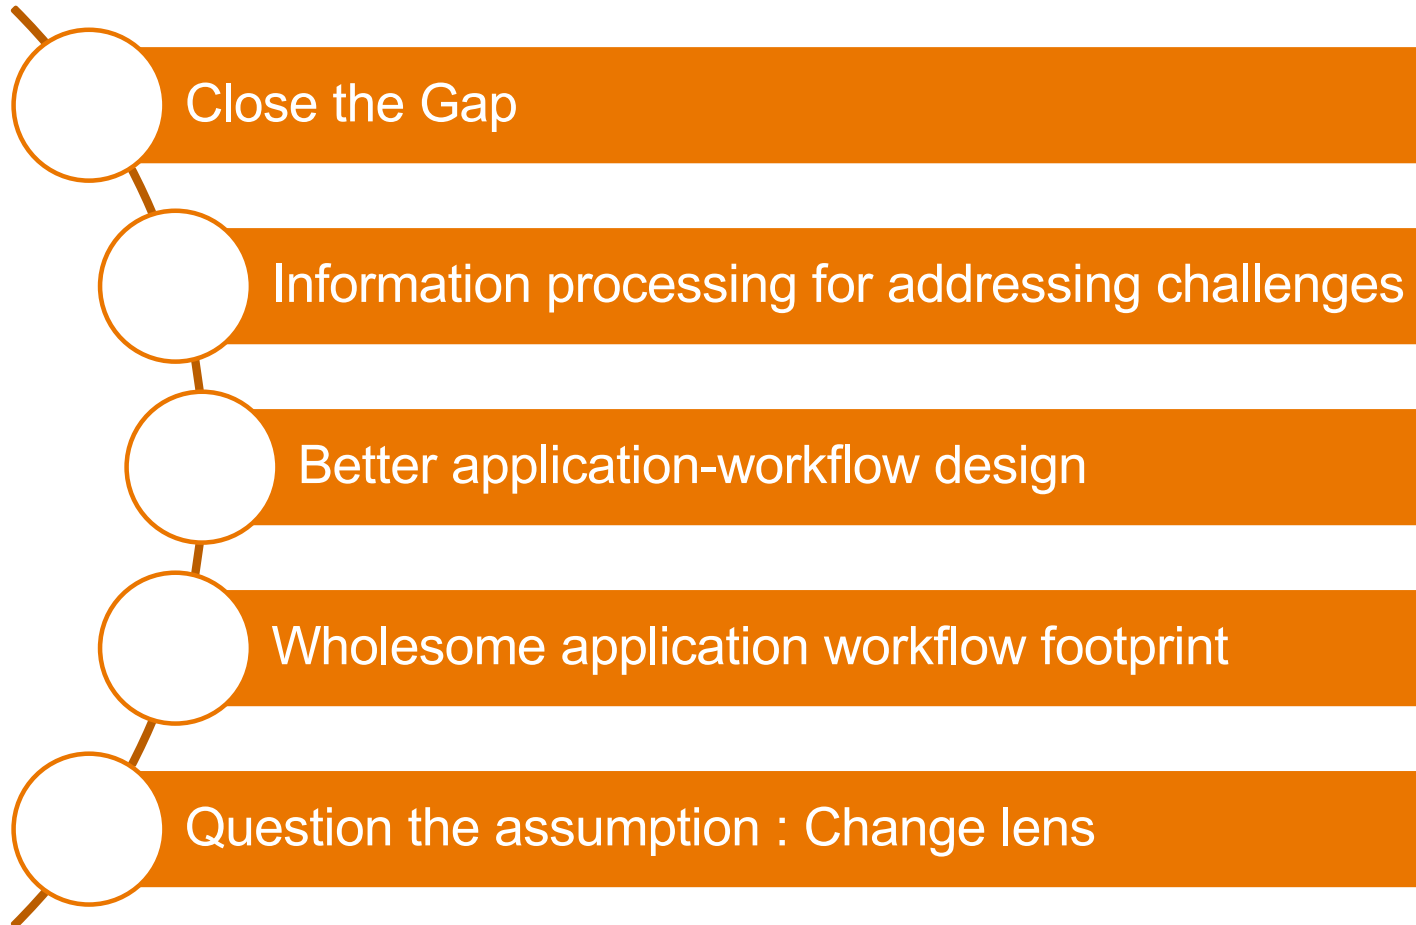 Close the Gap
Information processing for addressing challenges
Better application-workflow design
Wholesome application workflow footprint
Question the assumption : Change lens